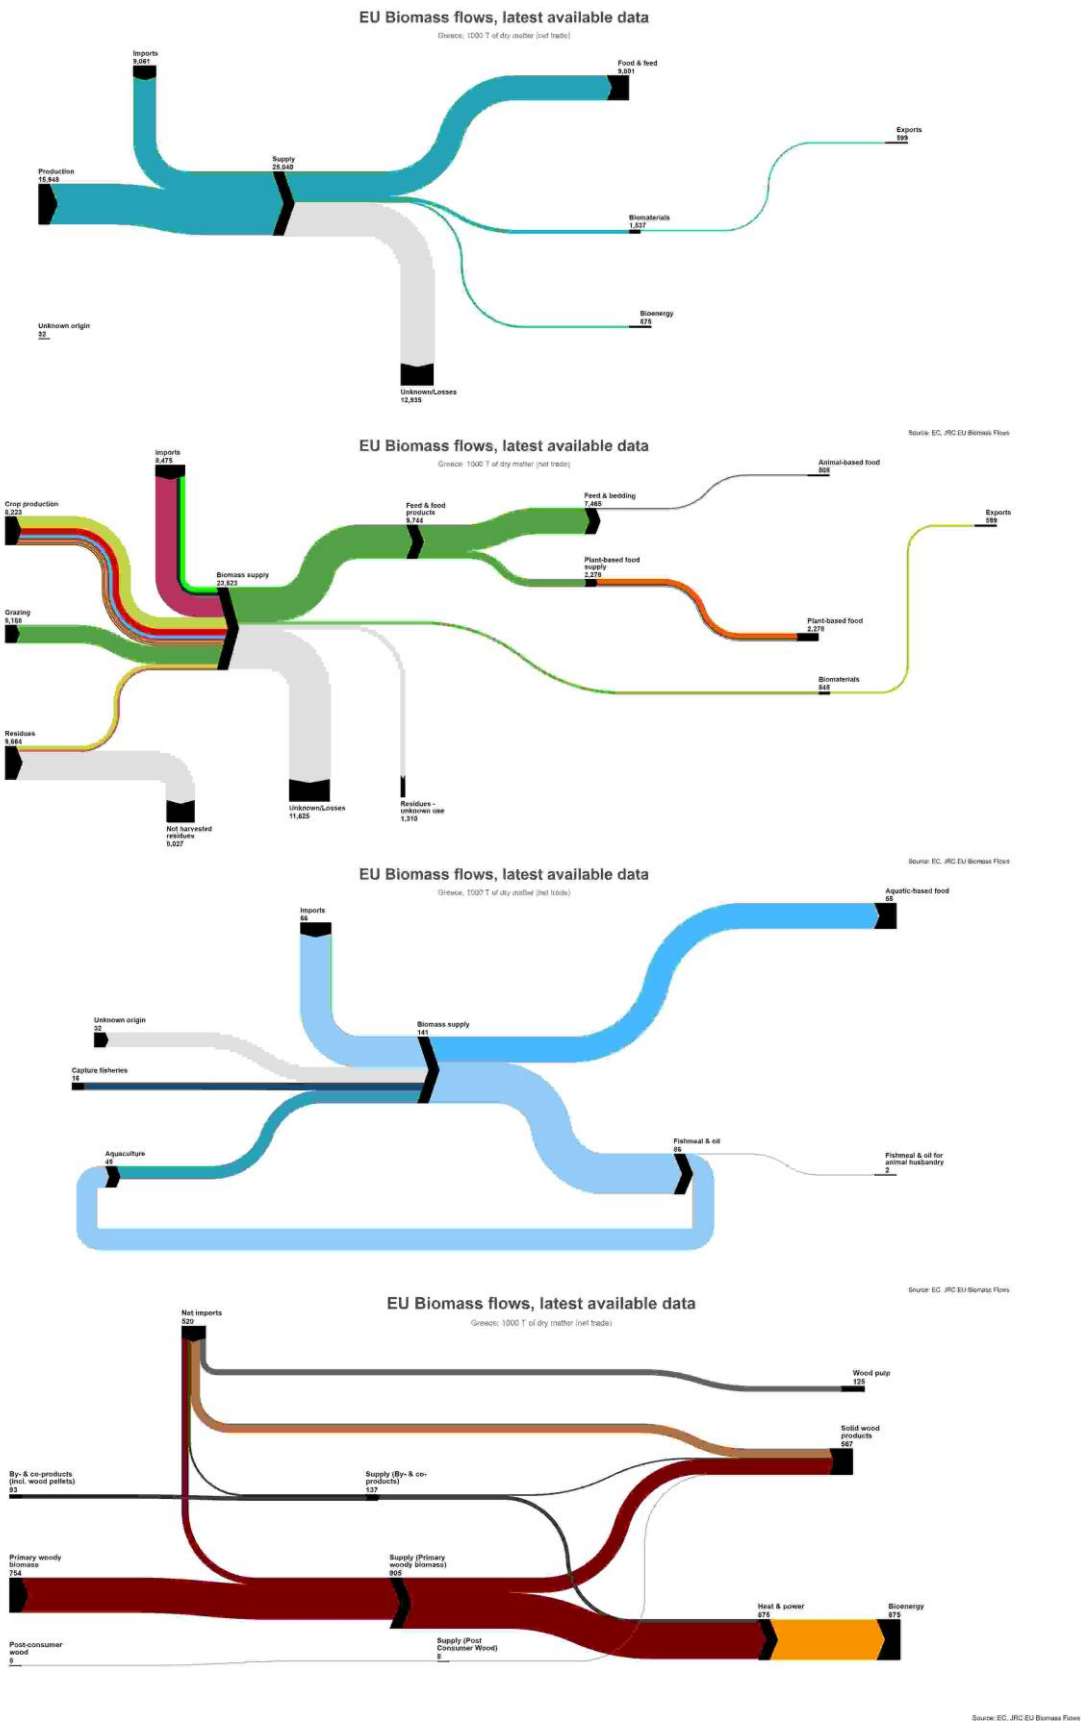 EU Biomass flows, latest available data
Greece: 1000 T of dry matter (net trade)
Imports
9,061
Food & feed
9,801
Exports
599
Production
15,948
Supply
25,040
Biomaterials
1,537
Unknown origin
32
Bioenergy
675
Unknown/Losses
12,935
Source: EC, JRC EU Biomass Flows
EU Biomass flows, latest available data
Greece: 1000 T of dry matter (net trade)
Imports
8,475
Animal-based food
Crop production
8,223
Feed & food
products
9,744
Feed & bedding
7,465
Exports
599
Plant-based food
supply
2,276
Biomass supply
23,523
Grazing
5,166
Plant-based food
2,276
Biomaterials
845
Residues
9,664
Unknown/Losses
11,625
Residues -
unknown use
1,310
Not harvested
residues
8,027
Source: EC, JRC EU Biomass Flows
EU Biomass flows, latest available data
Greece: 1000 T of dry matter (net trade)
Imports
66
Aquatic-based food
55
Unknown origin
32
Biomass supply
141
Capture fisheries
16
Aquaculture
45
Fishmeal & oil
86
Fishmeal & oil for
animal husbandry
2
Source: EC, JRC EU Biomass Flows
EU Biomass flows, latest available data
Greece: 1000 T of dry matter (net trade)
Net imports
520
Wood pulp
125
Solid wood
products
567
By- & co-products
(incl. wood pellets)
93
Supply (By- & co-
products)
137
Primary woody
biomass
754
Supply (Primary
woody biomass)
905
Heat & power
675
Bioenergy
675
Post-consumer
wood
8
Supply (Post
Consumer Wood)
8
Source: EC, JRC EU Biomass Flows